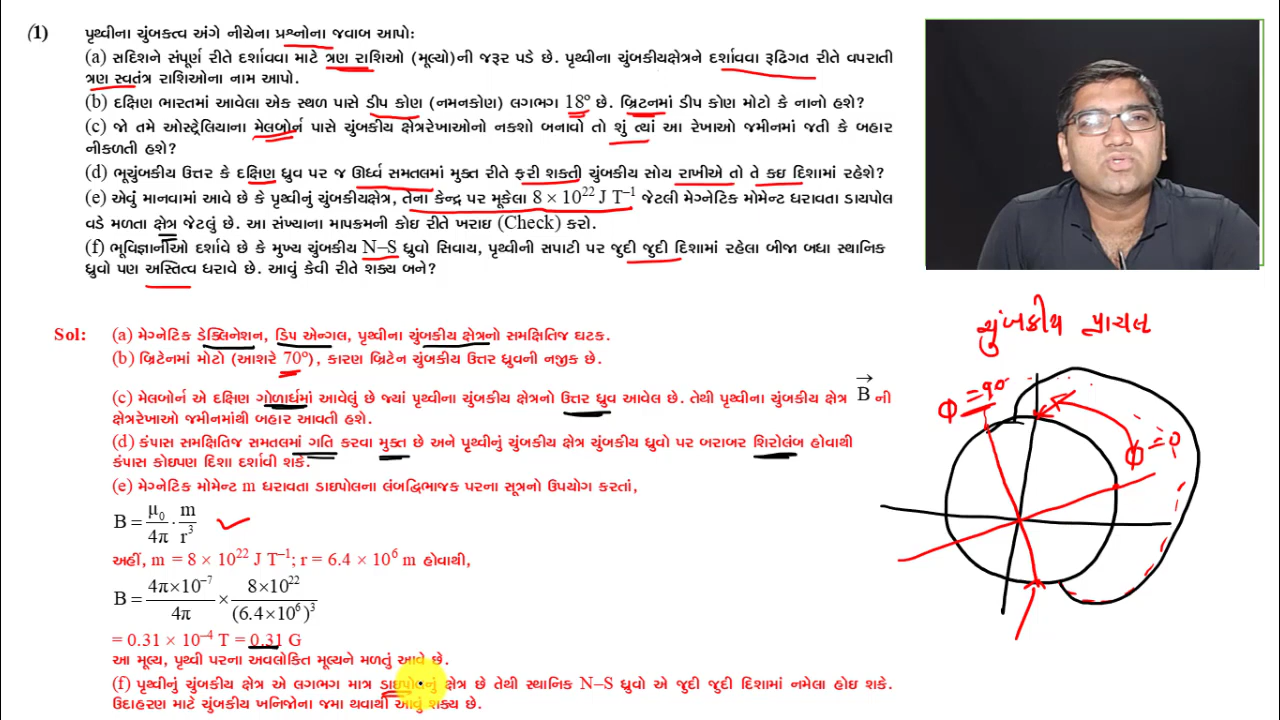 (1) પૃથ્વીના ચુંબકત્વ અંગે નીચેના પ્રશ્નોના જવાબ આપો:
(a) સદિશને સંપૂર્ણ રીતે દર્શાવવા માટે ત્રણ રાશિઓ (મૂલ્યો)ની જરૂર પડે છે. પૃથ્વીના ચુંબકીયક્ષેત્રને દર્શાવવા રૂઢિગત રીતે વપરાતી
ત્રણ સ્વતંત્ર રાશિઓના નામ આપો.
(b) દક્ષિણ ભારતમાં આવેલા એક સ્થળ પાસે ડીપ કોણ (નમનકોણ) લગભગ 18° છે. બ્રિટનમાં ડીપ કોણ મોટો કે નાનો હશે?
(c) જો તમે ઓસ્ટ્રેલિયાના મેલબોર્ન પાસે ચુંબકીય ક્ષેત્રરેખાઓનો નકશો બનાવો તો શું ત્યાં આ રેખાઓ જમીનમાં જતી કે બહાર
નીકળતી હશે?
(d) ભૂચુંબકીય ઉત્તર કે દક્ષિણ ધ્રુવ પર જ ઊર્ધ્વ સમતલમાં મુક્ત રીતે ફરી શકતી ચુંબકીય સોય રાખીએ તો તે કઇ દિશામાં રહેશે?
(e) એવું માનવામાં આવે છે કે પૃથ્વીનું ચુંબકીયક્ષેત્ર, તેના કેન્દ્ર પર મૂકેલા 8 × 10²² J T⁻¹ જેટલી મેગ્નેટિક મોમેન્ટ ધરાવતા ડાયપોલ
વડે મળતા ક્ષેત્ર જેટલું છે. આ સંખ્યાના માપક્રમની કોઇ રીતે ખરાઇ (Check) કરો.
(f) ભૂવિજ્ઞાનીઓ દર્શાવે છે કે મુખ્ય ચુંબકીય N–S ધ્રુવો સિવાય, પૃથ્વીની સપાટી પર જુદી જુદી દિશામાં રહેલા બીજા બધા સ્થાનિક
ધ્રુવો પણ અસ્તિત્વ ધરાવે છે. આવું કેવી રીતે શક્ય બને?
ચુંબકીય પ્રાચલ
Sol: (a) મેગ્નેટિક ડેક્લિનેશન, ડિપ એન્ગલ, પૃથ્વીના ચુંબકીય ક્ષેત્રનો સમક્ષિતિજ ઘટક.
(b) બ્રિટેનમાં મોટો (આશરે 70°), કારણ બ્રિટેન ચુંબકીય ઉત્તર ધ્રુવની નજીક છે.
(c) મેલબોર્ન એ દક્ષિણ ગોળાર્ધમાં આવેલું છે જ્યાં પૃથ્વીના ચુંબકીય ક્ષેત્રનો ઉત્તર ધ્રુવ આવેલ છે. તેથી પૃથ્વીના ચુંબકીય ક્ષેત્ર B⃗ ની
ક્ષેત્રરેખાઓ જમીનમાંથી બહાર આવતી હશે.
(d) કંપાસ સમક્ષિતિજ સમતલમાં ગતિ કરવા મુક્ત છે અને પૃથ્વીનું ચુંબકીય ક્ષેત્ર ચુંબકીય ધ્રુવો પર બરાબર શિરોલંબ હોવાથી
કંપાસ કોઇપણ દિશા દર્શાવી શકે.
(e) મેગ્નેટિક મોમેન્ટ m ધરાવતા ડાઇપોલના લંબદ્વિભાજક પરના સૂત્રનો ઉપયોગ કરતાં,
B = μ₀/4π · m/r³
અહીં, m = 8 × 10²² J T⁻¹; r = 6.4 × 10⁶ m હોવાથી,
B = 4π×10⁻⁷/4π × 8×10²²/(6.4×10⁶)³
= 0.31 × 10⁻⁴ T = 0.31 G
આ મૂલ્ય, પૃથ્વી પરના અવલોકિત મૂલ્યને મળતું આવે છે.
(f) પૃથ્વીનું ચુંબકીય ક્ષેત્ર એ લગભગ માત્ર ડાઇપોલનું ક્ષેત્ર છે તેથી સ્થાનિક N–S ધ્રુવો એ જુદી જુદી દિશામાં નમેલા હોઇ શકે.
ઉદાહરણ માટે ચુંબકીય ખનિજોના જમા થવાથી આવું શક્ય છે.
ϕ = 90°